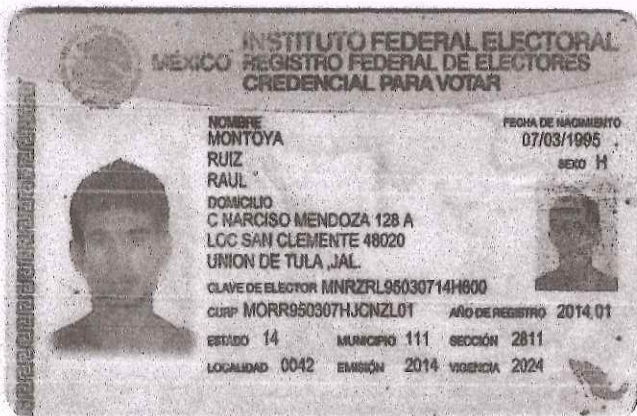 INSTITUTO FEDERAL ELECTORAL
MÉXICO REGISTRO FEDERAL DE ELECTORES
CREDENCIAL PARA VOTAR
NOMBRE
MONTOYA
RUIZ
RAUL
FECHA DE NACIMIENTO
07/03/1995
SEXO H
DOMICILIO
C NARCISO MENDOZA 128 A
LOC SAN CLEMENTE 48020
UNION DE TULA ,JAL.
CLAVE DE ELECTOR MNRZRL95030714H600
CURP MORR950307HJCNZL01 AÑO DE REGISTRO 2014 01
ESTADO 14 MUNICIPIO 111 SECCIÓN 2811
LOCALIDAD 0042 EMISIÓN 2014 VIGENCIA 2024